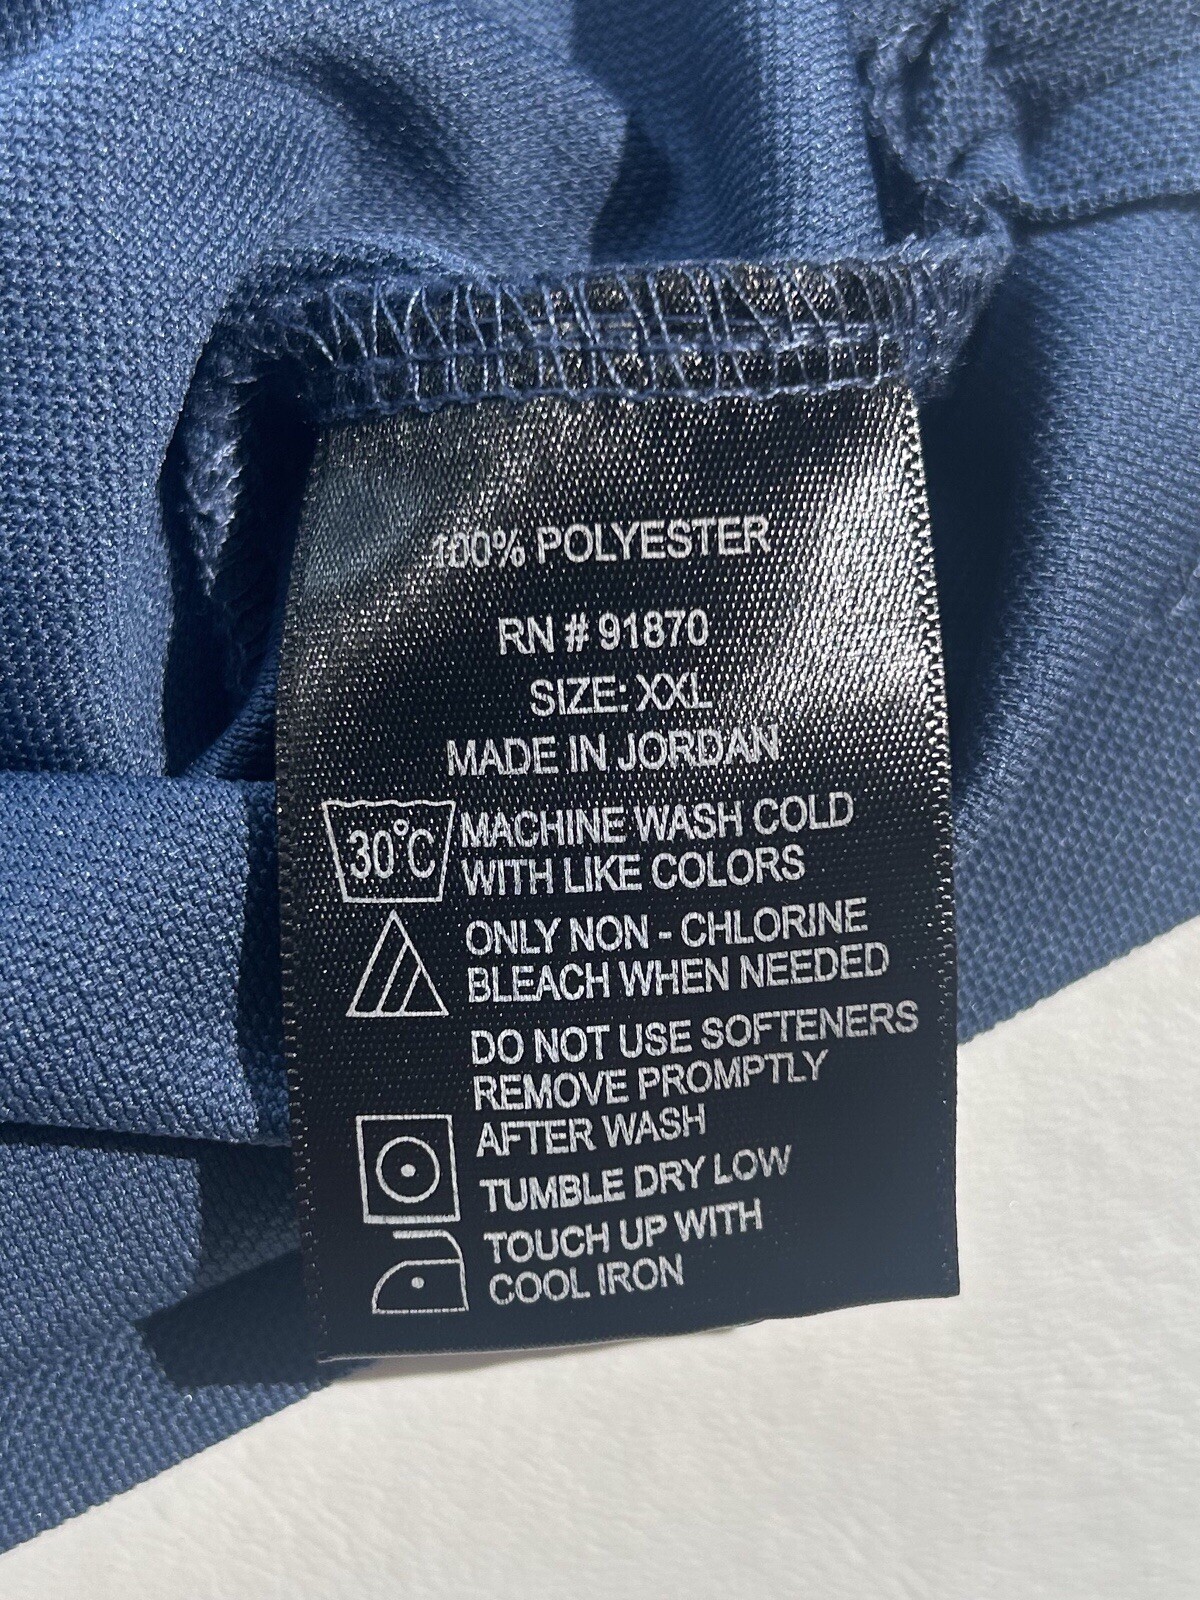 100% POLYESTER
RN # 91870
SIZE: XXL
MADE IN JORDAN
30°C
MACHINE WASH COLD
WITH LIKE COLORS
ONLY NON - CHLORINE
BLEACH WHEN NEEDED
DO NOT USE SOFTENERS
REMOVE PROMPTLY
AFTER WASH
TUMBLE DRY LOW
TOUCH UP WITH
COOL IRON